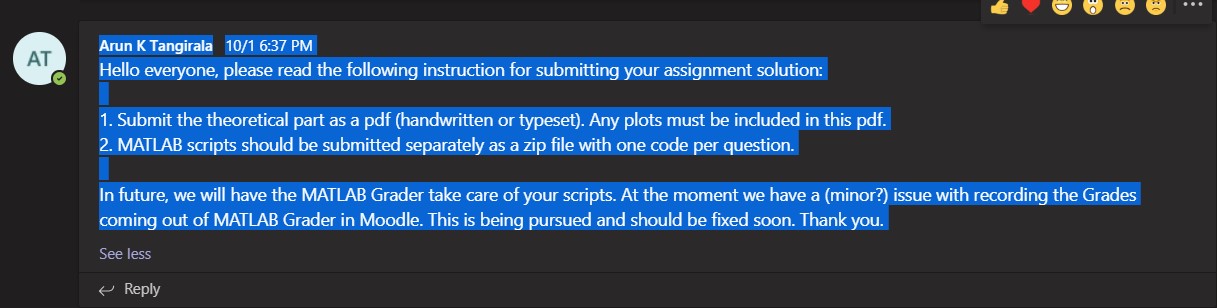 AT
Arun K Tangirala 10/1 6:37 PM
Hello everyone, please read the following instruction for submitting your assignment solution:
1. Submit the theoretical part as a pdf (handwritten or typeset). Any plots must be included in this pdf.
2. MATLAB scripts should be submitted separately as a zip file with one code per question.
In future, we will have the MATLAB Grader take care of your scripts. At the moment we have a (minor?) issue with recording the Grades
coming out of MATLAB Grader in Moodle. This is being pursued and should be fixed soon. Thank you.
See less
Reply